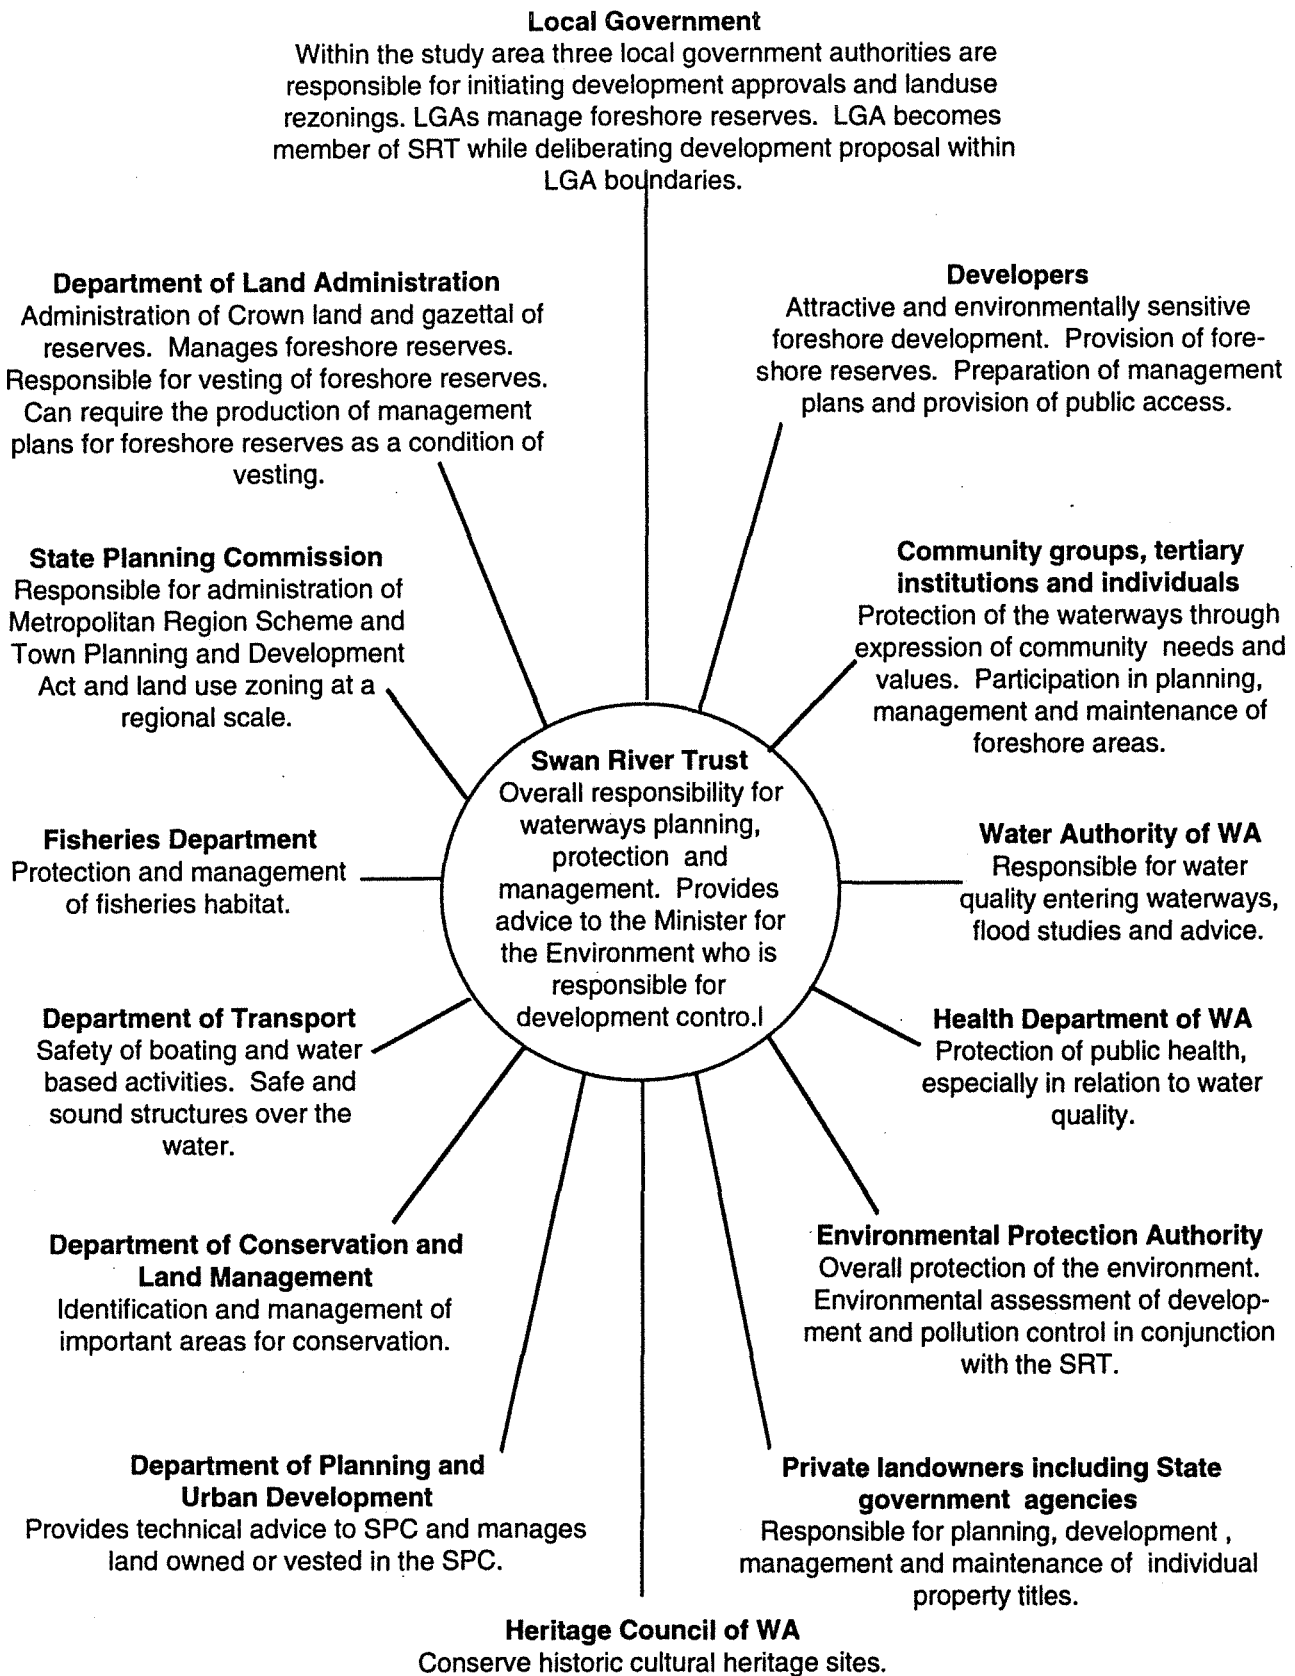 Local Government
Within the study area three local government authorities are
responsible for initiating development approvals and landuse
rezonings. LGAs manage foreshore reserves. LGA becomes
member of SRT while deliberating development proposal within
LGA boundaries.
Department of Land Administration
Administration of Crown land and gazettal of
reserves. Manages foreshore reserves.
Responsible for vesting of foreshore reserves.
Can require the production of management
plans for foreshore reserves as a condition of
vesting.
Developers
Attractive and environmentally sensitive
foreshore development. Provision of fore-
shore reserves. Preparation of management
plans and provision of public access.
State Planning Commission
Responsible for administration of
Metropolitan Region Scheme and
Town Planning and Development
Act and land use zoning at a
regional scale.
Community groups, tertiary
institutions and individuals
Protection of the waterways through
expression of community needs and
values. Participation in planning,
management and maintenance of
foreshore areas.
Swan River Trust
Overall responsibility for
waterways planning,
protection and
management. Provides
advice to the Minister for
the Environment who is
responsible for
development contro.l
Fisheries Department
Protection and management
of fisheries habitat.
Water Authority of WA
Responsible for water
quality entering waterways,
flood studies and advice.
Department of Transport
Safety of boating and water
based activities. Safe and
sound structures over the
water.
Health Department of WA
Protection of public health,
especially in relation to water
quality.
Department of Conservation and
Land Management
Identification and management of
important areas for conservation.
Environmental Protection Authority
Overall protection of the environment.
Environmental assessment of develop-
ment and pollution control in conjunction
with the SRT.
Department of Planning and
Urban Development
Provides technical advice to SPC and manages
land owned or vested in the SPC.
Private landowners including State
government agencies
Responsible for planning, development ,
management and maintenance of individual
property titles.
Heritage Council of WA
Conserve historic cultural heritage sites.